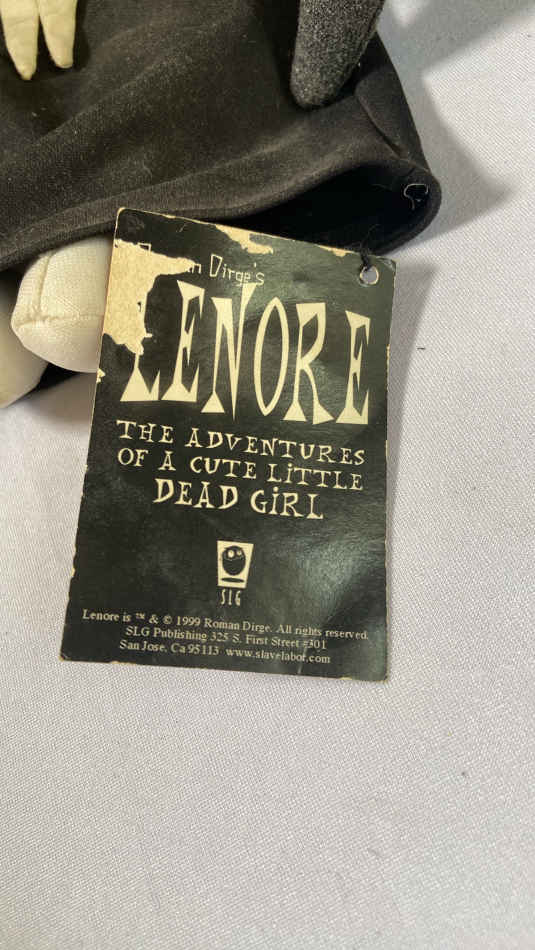 Roman Dirge's
LENORE
THE ADVENTURES
OF A CUTE LiTTLE
DEAD GiRL
SLG
Lenore is ™ & © 1999 Roman Dirge. All rights reserved.
SLG Publishing 325 S. First Street #301
San Jose, Ca 95113 www.slavelabor.com